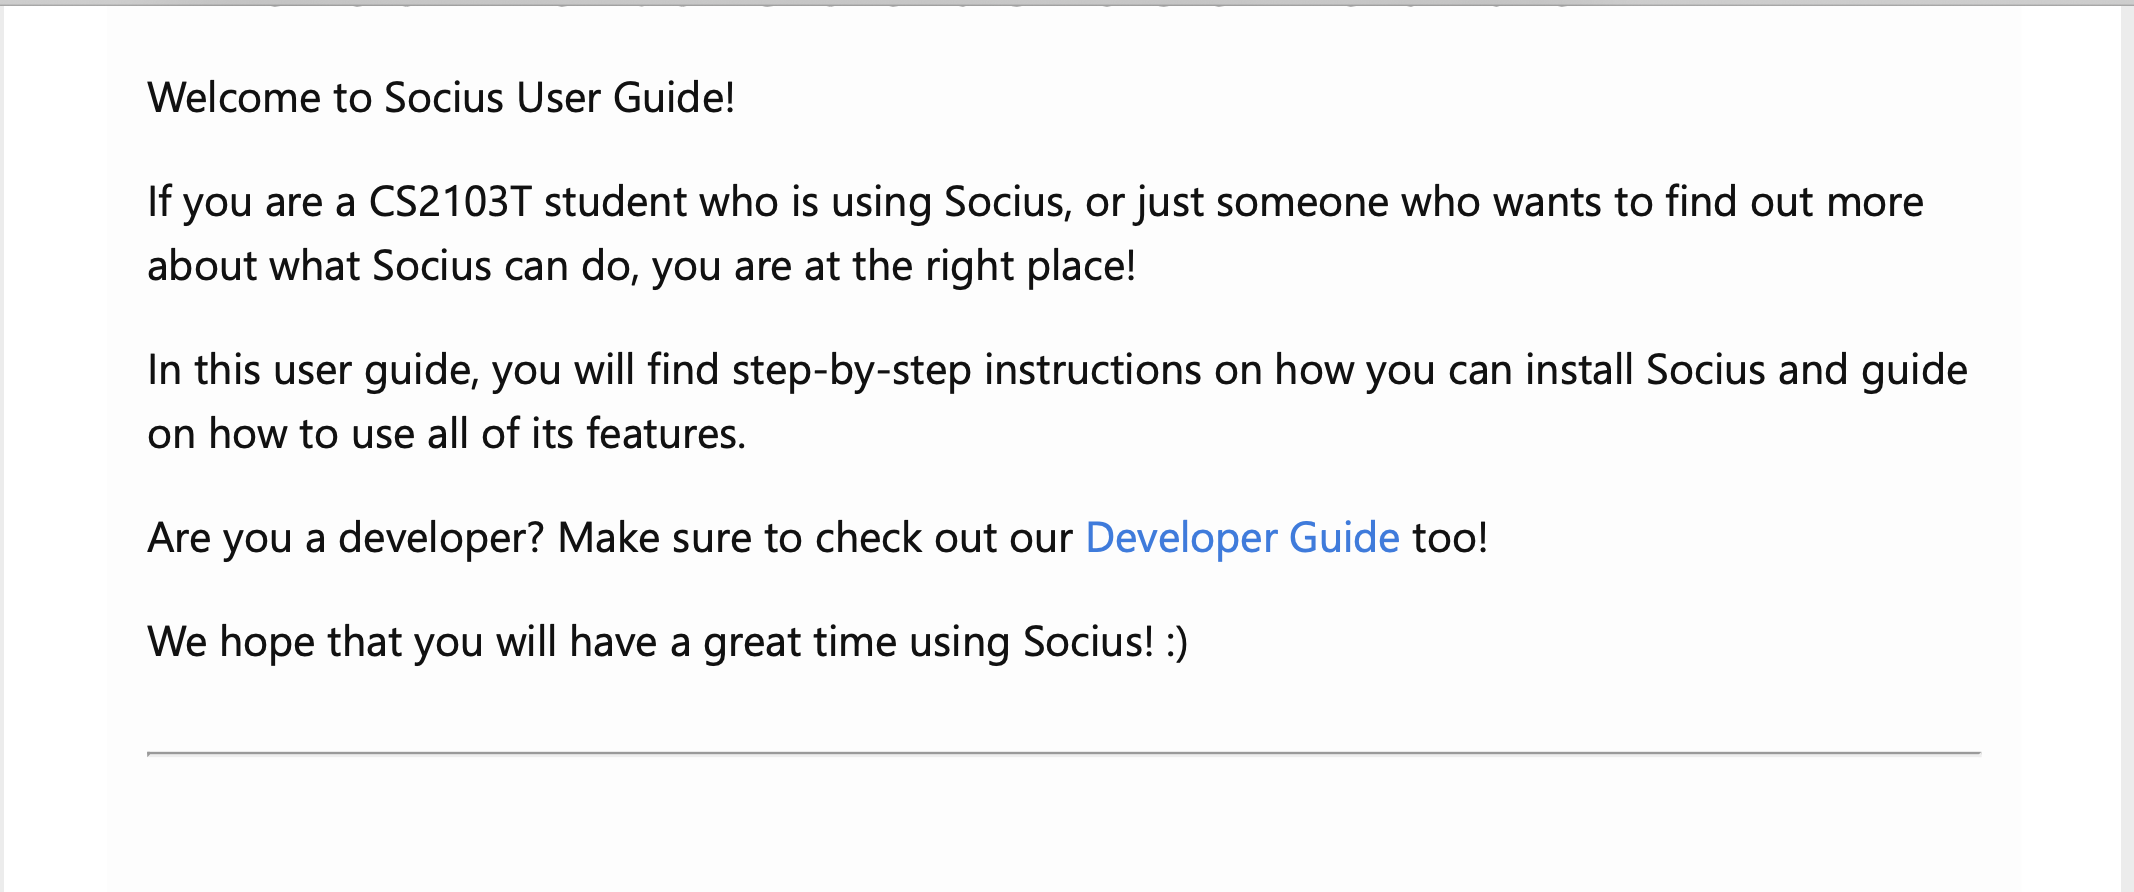 Welcome to Socius User Guide!
If you are a CS2103T student who is using Socius, or just someone who wants to find out more
about what Socius can do, you are at the right place!
In this user guide, you will find step-by-step instructions on how you can install Socius and guide
on how to use all of its features.
Are you a developer? Make sure to check out our Developer Guide too!
We hope that you will have a great time using Socius! :)